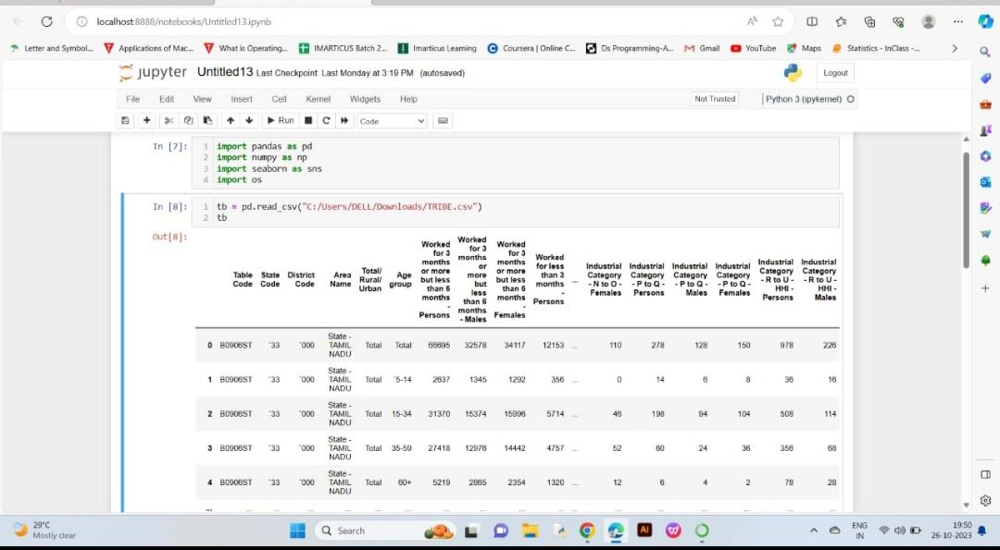 localhost:8888/notebooks/Untitled13.ipynb
Letter and Symbol... Applications of Mac... What is Operating... IMARTICUS Batch 2... Imarticus Learning Coursera | Online C... Ds Programming-A... Gmail YouTube Maps Statistics - InClass -...
jupyter Untitled13 Last Checkpoint: Last Monday at 3:19 PM (autosaved) Logout
File Edit View Insert Cell Kernel Widgets Help Not Trusted Python 3 (ipykernel)
Run Code
In [7]: 1 import pandas as pd
2 import numpy as np
3 import seaborn as sns
4 import os
In [8]: 1 tb = pd.read_csv("C:/Users/DELL/Downloads/TRIBE.csv")
2 tb
Out[8]:
Table Code State Code District Code Area Name Total/ Rural/ Urban Age group Worked for 3 months or more but less than 6 months - Persons Worked for 3 months or more but less than 6 months - Males Worked for 3 months or more but less than 6 months - Females Worked for less than 3 months - Persons ... Industrial Category - N to O - Females Industrial Category - P to Q - Persons Industrial Category - P to Q - Males Industrial Category - P to Q - Females Industrial Category - R to U - HHI - Persons Industrial Category - R to U - HHI - Males
0 B0906ST `33 `000 State - TAMIL NADU Total Total 66695 32578 34117 12153 ... 110 278 128 150 978 226
1 B0906ST `33 `000 State - TAMIL NADU Total `5-14 2637 1345 1292 356 ... 0 14 6 8 36 16
2 B0906ST `33 `000 State - TAMIL NADU Total 15-34 31370 15374 15996 5714 ... 46 198 94 104 508 114
3 B0906ST `33 `000 State - TAMIL NADU Total 35-59 27418 12976 14442 4757 ... 52 60 24 36 356 68
4 B0906ST `33 `000 State - TAMIL NADU Total 60+ 5219 2865 2354 1320 ... 12 6 4 2 78 28
... ... ... ... ... ... ... ... ... ... ... ... ... ... ... ... ... ...
29°C
Mostly clear
Search
ENG
IN
19:50
26-10-2023